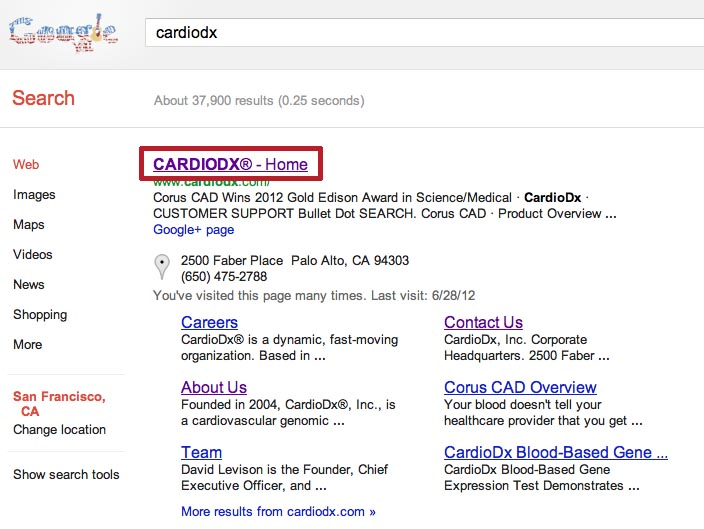 cardiodx
Search
About 37,900 results (0.25 seconds)
Web
Images
Maps
Videos
News
Shopping
More
San Francisco,
CA
Change location
Show search tools
CARDIODX® - Home
www.cardiodx.com/
Corus CAD Wins 2012 Gold Edison Award in Science/Medical · CardioDx ·
CUSTOMER SUPPORT Bullet Dot SEARCH. Corus CAD · Product Overview ...
Google+ page
2500 Faber Place Palo Alto, CA 94303
(650) 475-2788
You've visited this page many times. Last visit: 6/28/12
Careers
CardioDx® is a dynamic, fast-moving
organization. Based in ...
About Us
Founded in 2004, CardioDx®, Inc., is
a cardiovascular genomic ...
Team
David Levison is the Founder, Chief
Executive Officer, and ...
Contact Us
CardioDx, Inc. Corporate
Headquarters. 2500 Faber ...
Corus CAD Overview
Your blood doesn't tell your
healthcare provider that you get ...
CardioDx Blood-Based Gene ...
CardioDx Blood-Based Gene
Expression Test Demonstrates ...
More results from cardiodx.com »